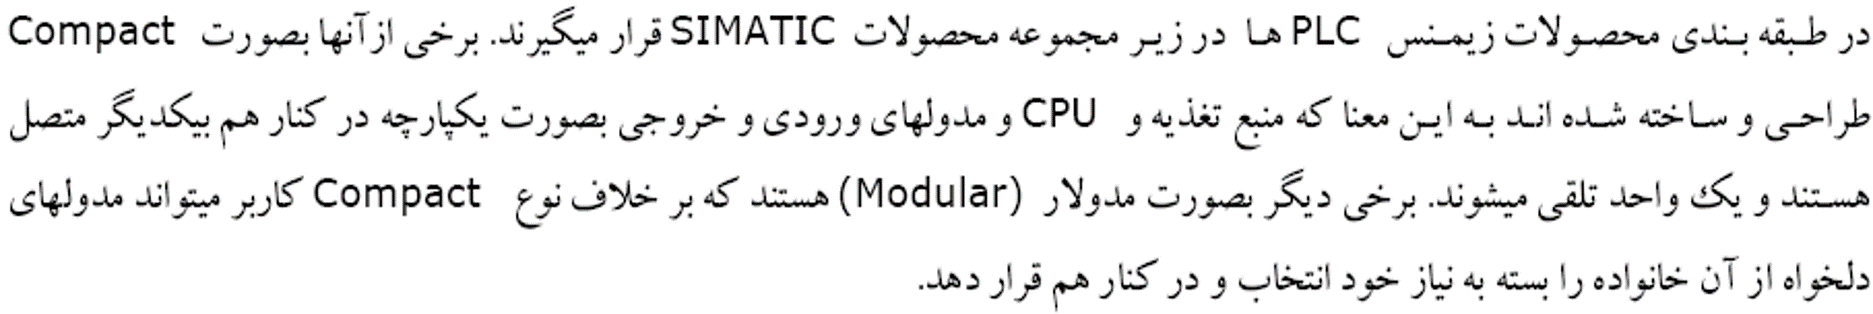 در طبقه بندی محصولات زیمنس PLC ها در زیر مجموعه محصولات SIMATIC قرار میگیرند. برخی از آنها بصورت Compact
طراحی و ساخته شده اند به این معنا که منبع تغذیه و CPU و مدولهای ورودی و خروجی بصورت یکپارچه در کنار هم بیکدیگر متصل
هستند و یک واحد تلقی میشوند. برخی دیگر بصورت مدولار (Modular) هستند که بر خلاف نوع Compact کاربر میتواند مدولهای
دلخواه از آن خانواده را بسته به نیاز خود انتخاب و در کنار هم قرار دهد.